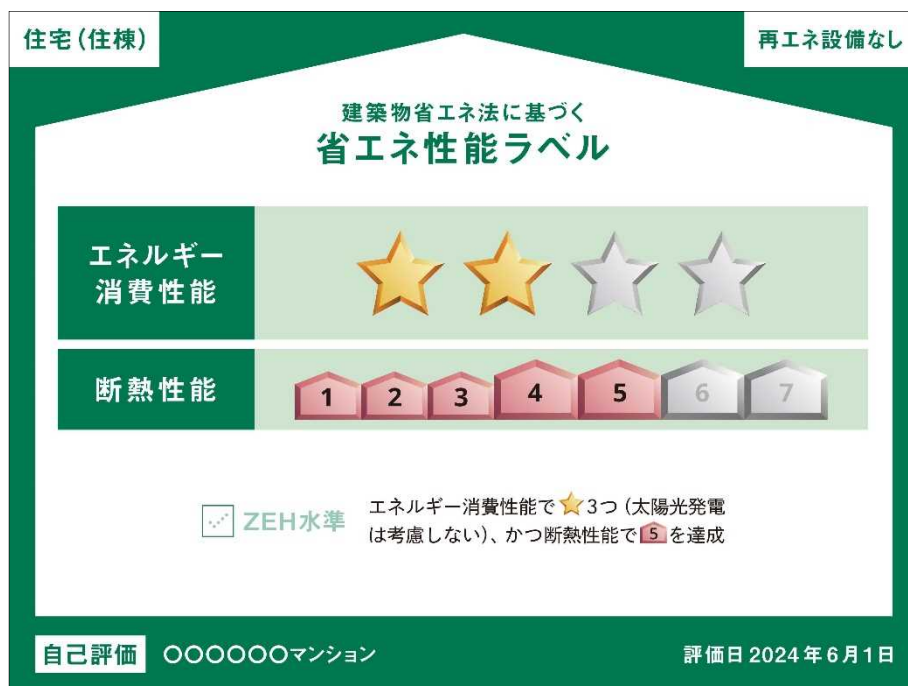 住宅(住棟)
再エネ設備なし
建築物省エネ法に基づく
省エネ性能ラベル
エネルギー
消費性能
断熱性能
1 2 3 4 5 6 7
ZEH水準
エネルギー消費性能で★3つ(太陽光発電
は考慮しない)、かつ断熱性能で5を達成
自己評価
〇〇〇〇〇〇マンション
評価日 2024年6月1日